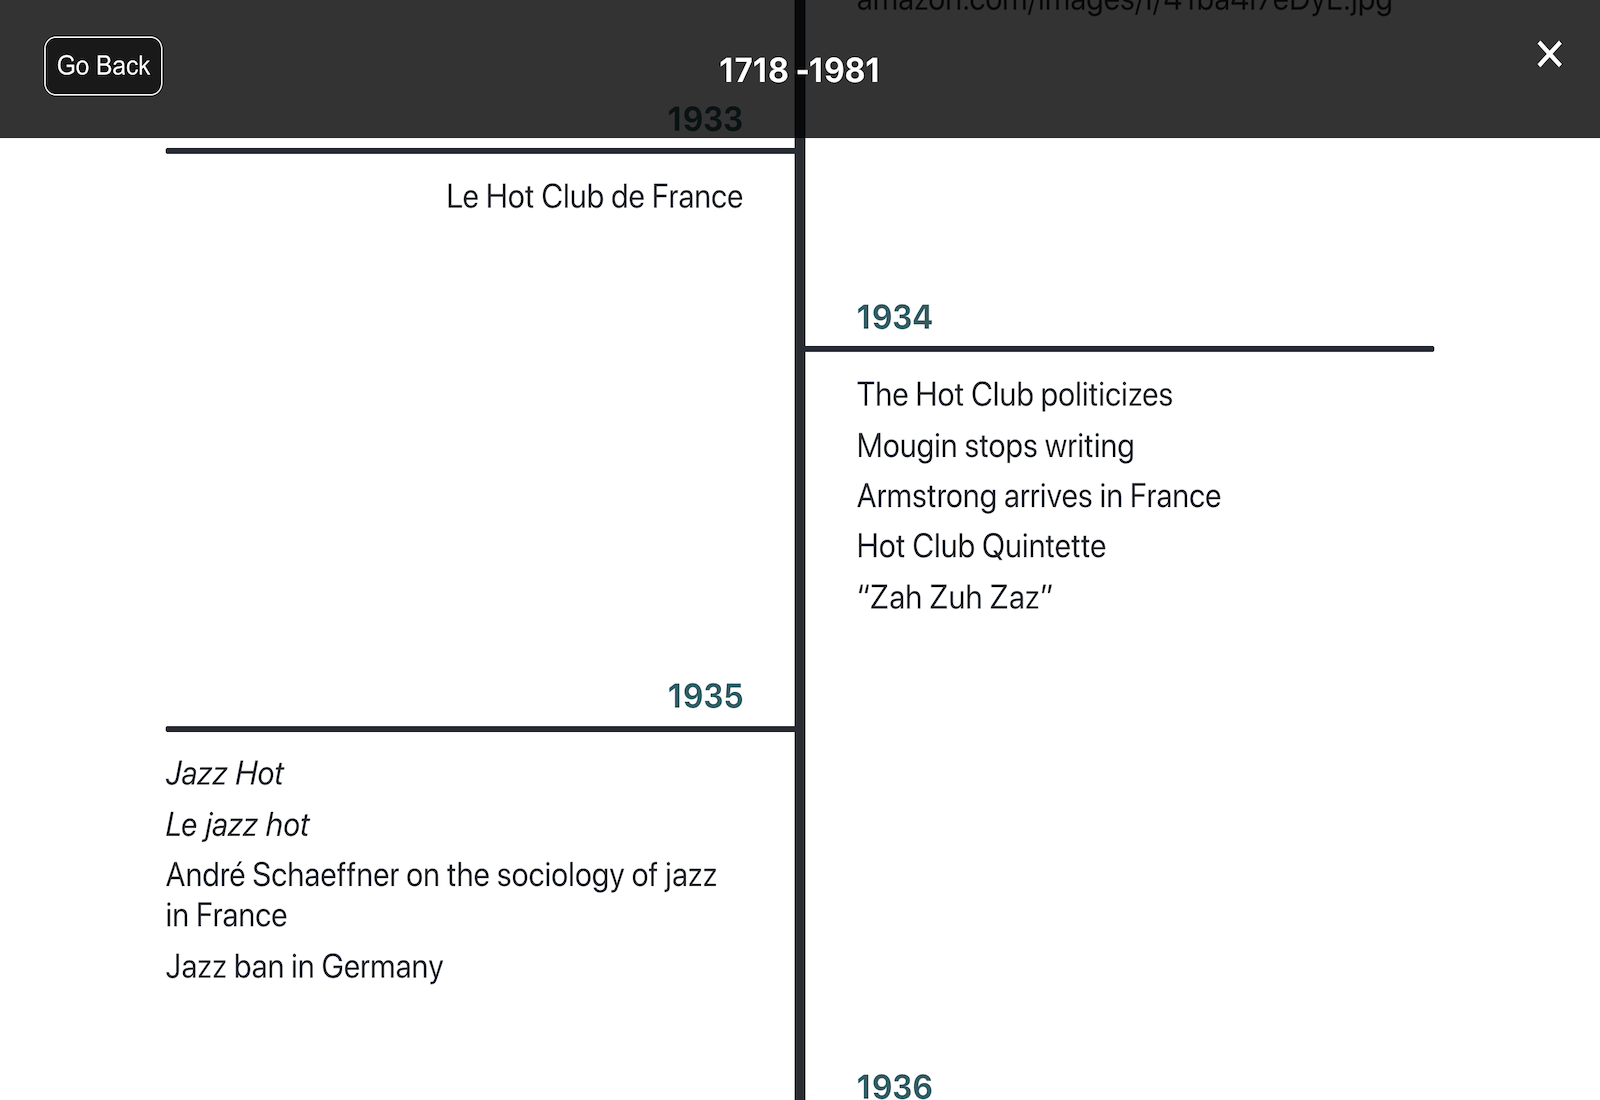 amazon.com/images/I/41ba4I7eDyL.jpg
Go Back
1718 -1981
1933
Le Hot Club de France
1934
The Hot Club politicizes
Mougin stops writing
Armstrong arrives in France
Hot Club Quintette
“Zah Zuh Zaz”
1935
Jazz Hot
Le jazz hot
André Schaeffner on the sociology of jazz
in France
Jazz ban in Germany
1936